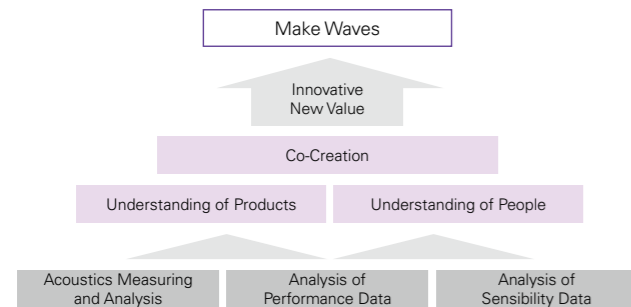 Make Waves
Innovative
New Value
Co-Creation
Understanding of Products
Understanding of People
Acoustics Measuring
and Analysis
Analysis of
Performance Data
Analysis of
Sensibility Data